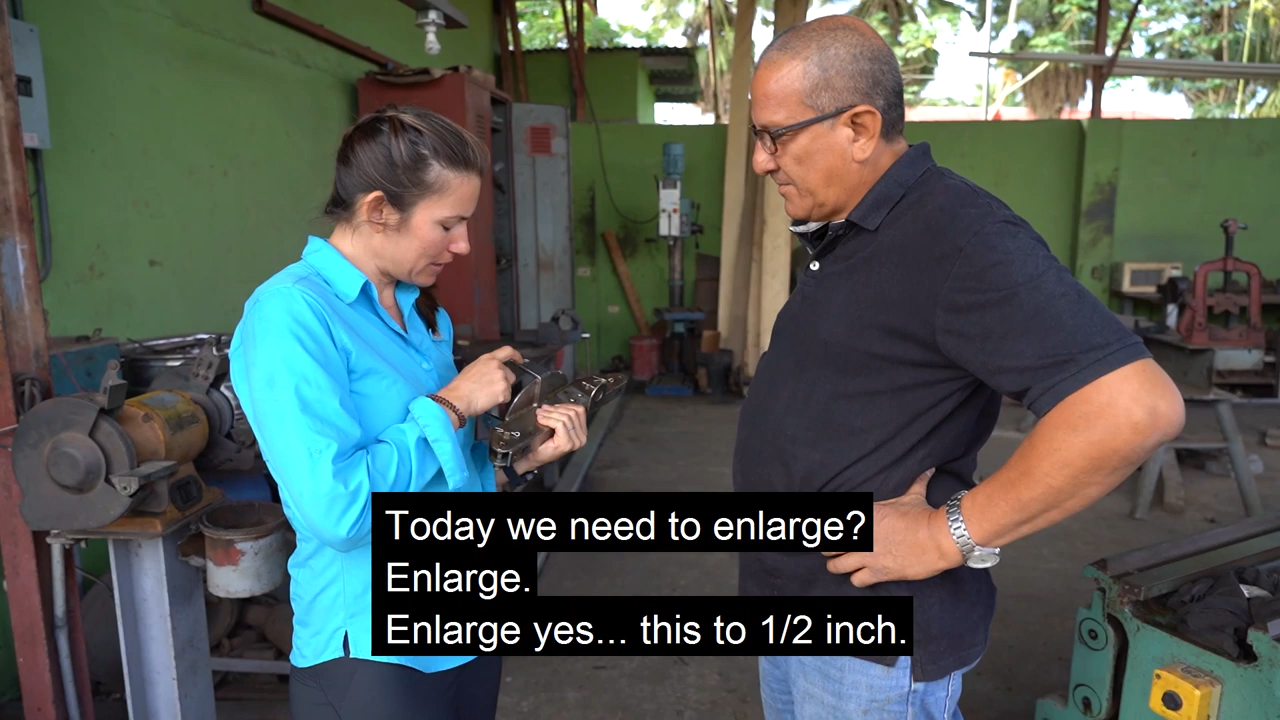 Today we need to enlarge?
Enlarge.
Enlarge yes... this to 1/2 inch.